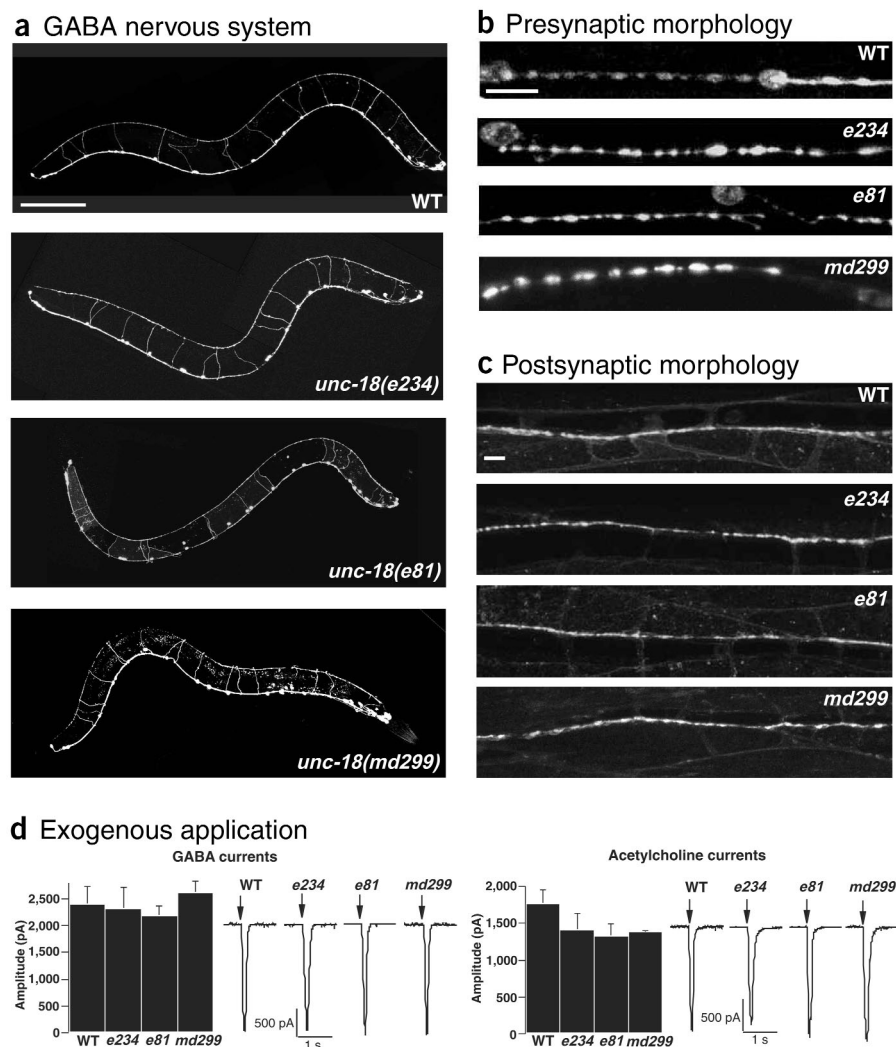 a GABA nervous system
WT
unc-18(e234)
unc-18(e81)
unc-18(md299)
b Presynaptic morphology
WT
e234
e81
md299
c Postsynaptic morphology
WT
e234
e81
md299
d Exogenous application
GABA currents
Amplitude (pA)
2,500
2,000
1,500
1,000
500
0
WT e234 e81 md299
WT e234 e81 md299
500 pA
1 s
Acetylcholine currents
Amplitude (pA)
2,000
1,500
1,000
500
0
WT e234 e81 md299
WT e234 e81 md299
500 pA
1 s